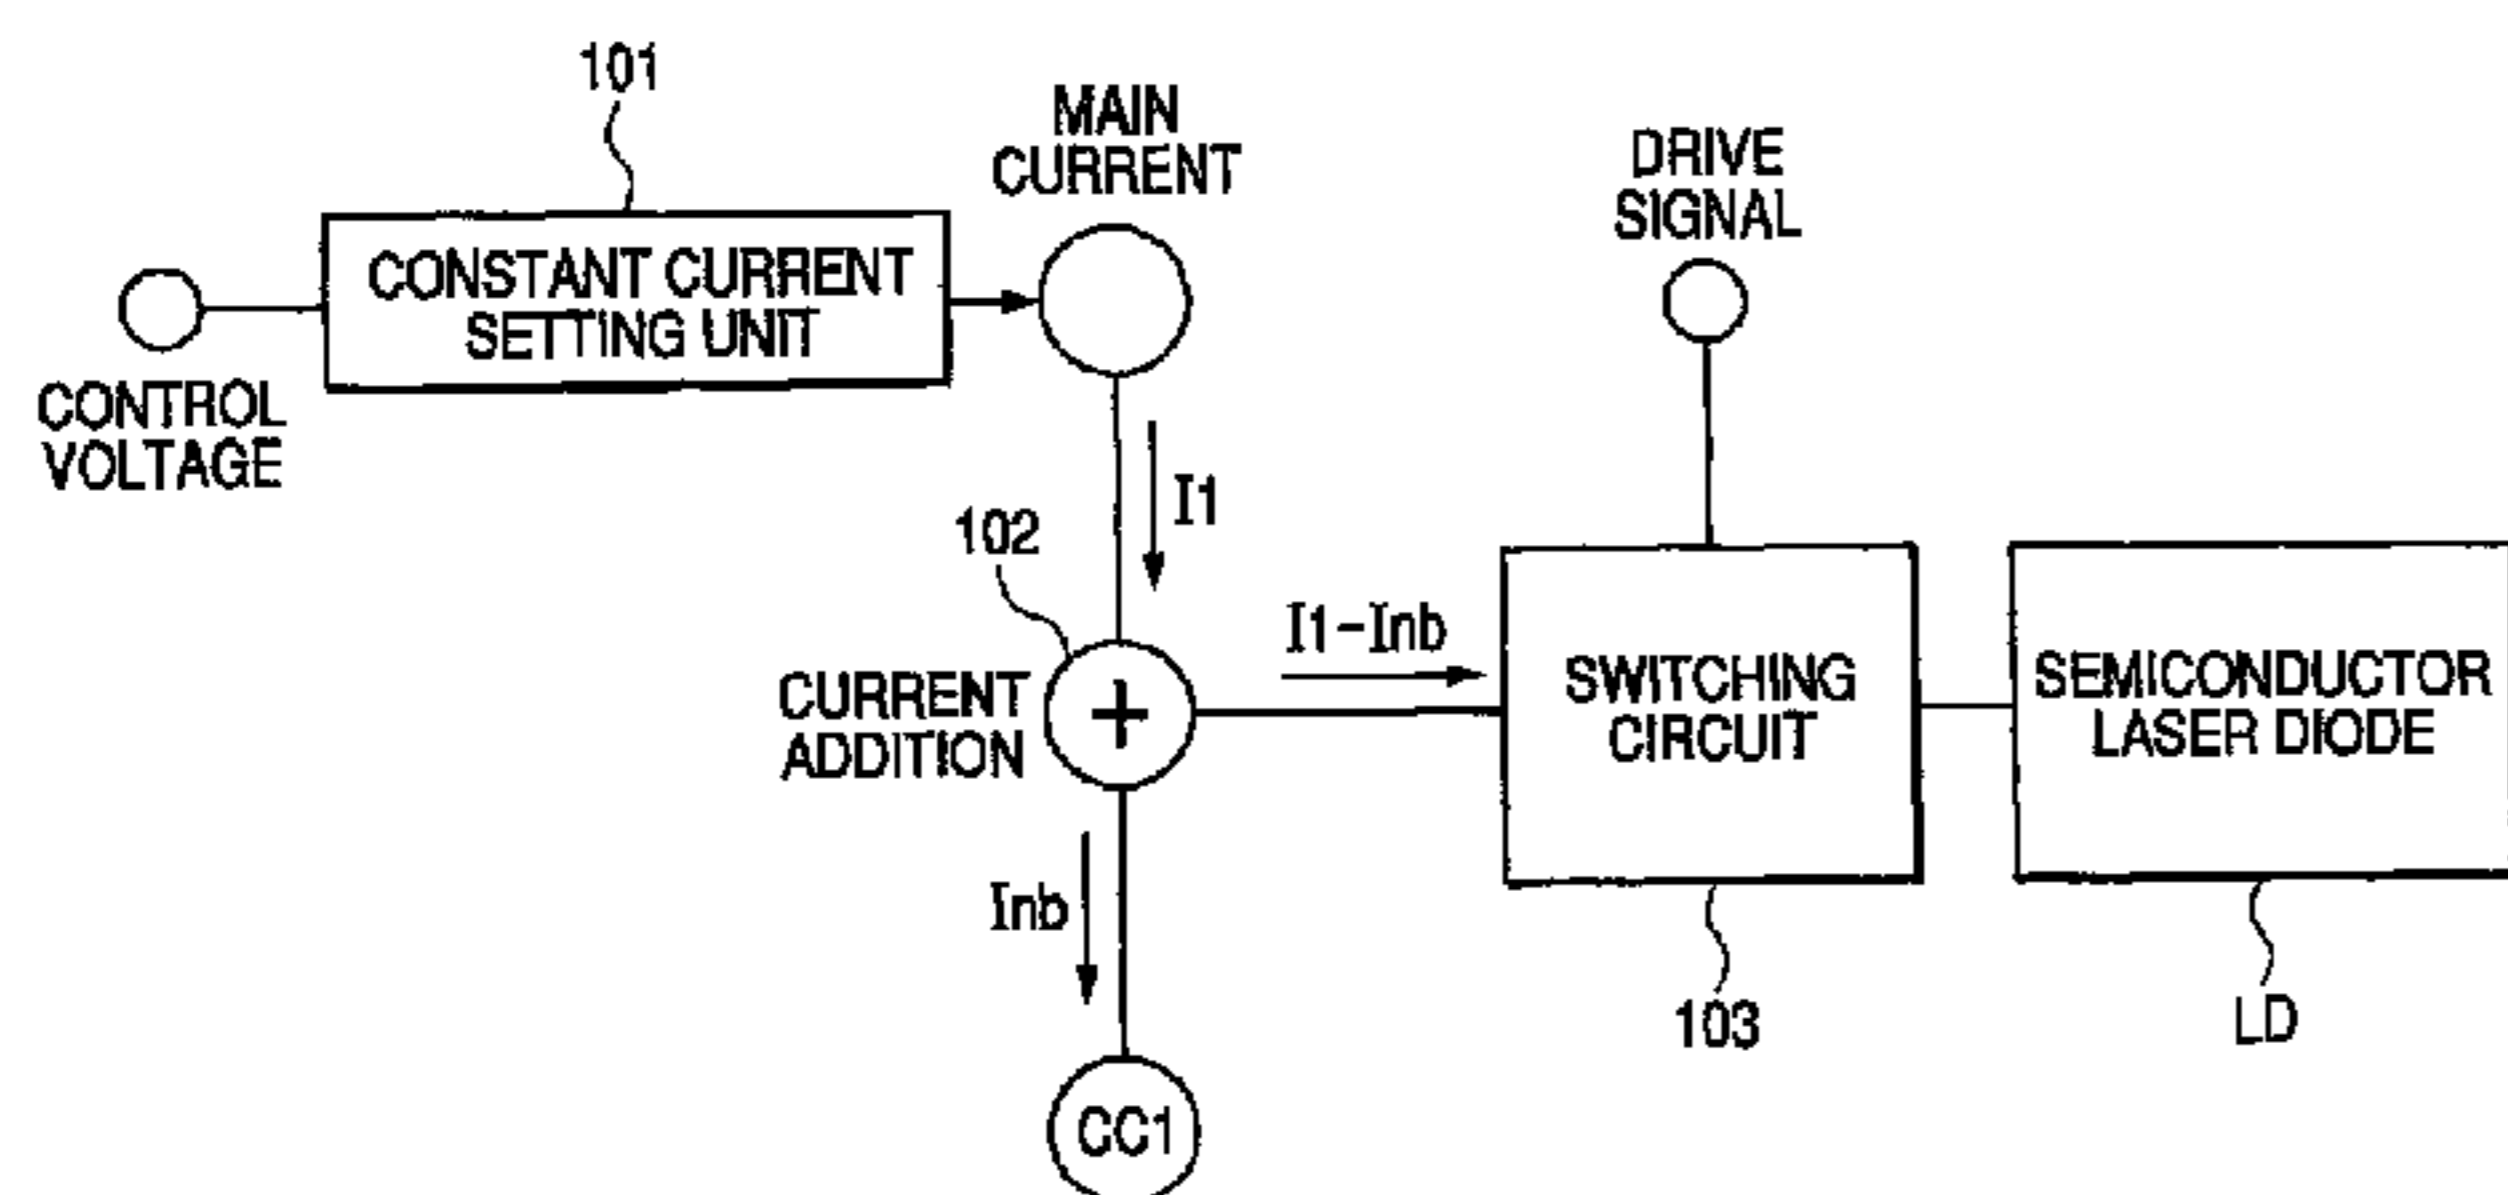 101
MAIN
CURRENT
DRIVE
SIGNAL
CONSTANT CURRENT
SETTING UNIT
CONTROL
VOLTAGE
I1
102
I1-Inb
CURRENT
ADDITION
+
SWITCHING
CIRCUIT
SEMICONDUCTOR
LASER DIODE
Inb
103
LD
CC1